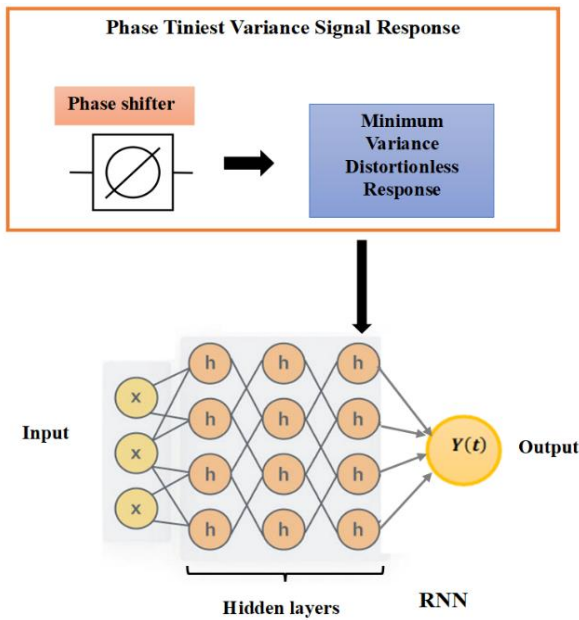 Phase Tiniest Variance Signal Response
Phase shifter
Minimum
Variance
Distortionless
Response
h h h
x
h h h
Input
x
Y(t)
Output
h h h
x
h h h
Hidden layers
RNN